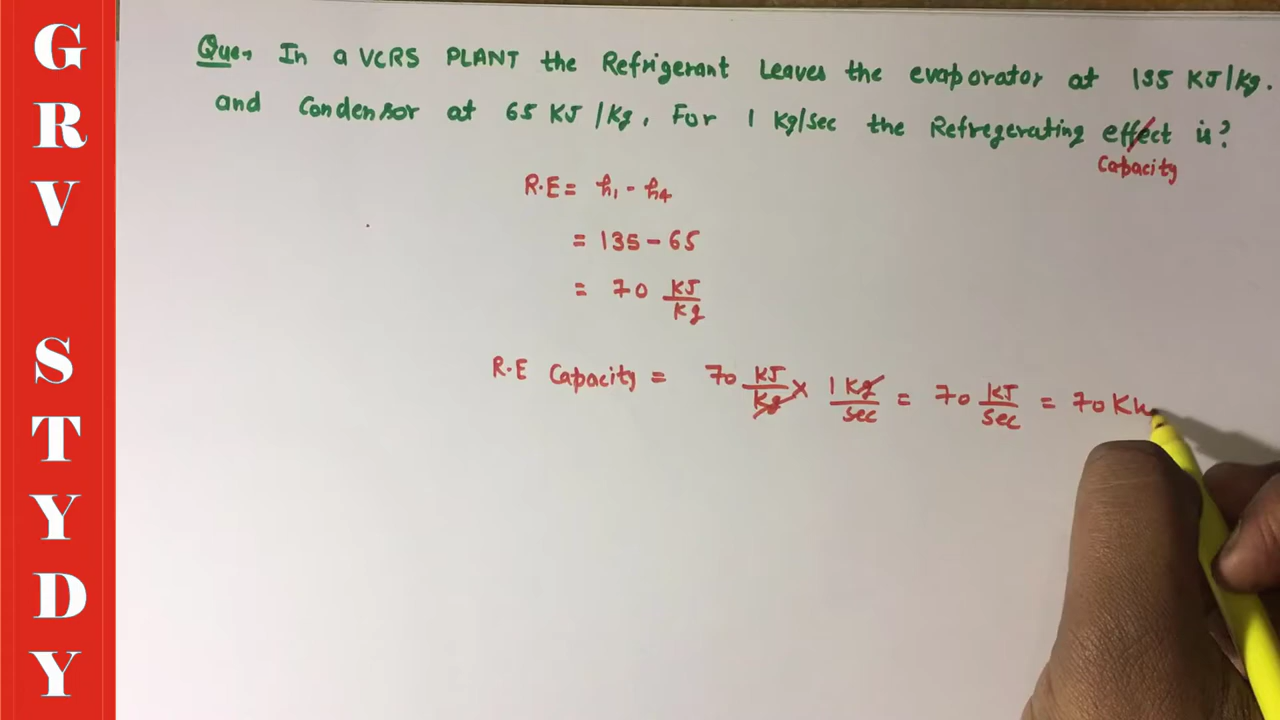 GRV STYDY
Que, In a VCRS PLANT the Refrigerant Leaves the evaporator at 135 KJ/kg.
and Condensor at 65 KJ/Kg, For 1 Kg/sec the Refregerating effect is?
Capacity
R.E = h1 - h4
= 135 - 65
= 70 KJ/Kg
R.E Capacity = 70 KJ/Kg × 1 Kg/sec = 70 KJ/sec = 70 K